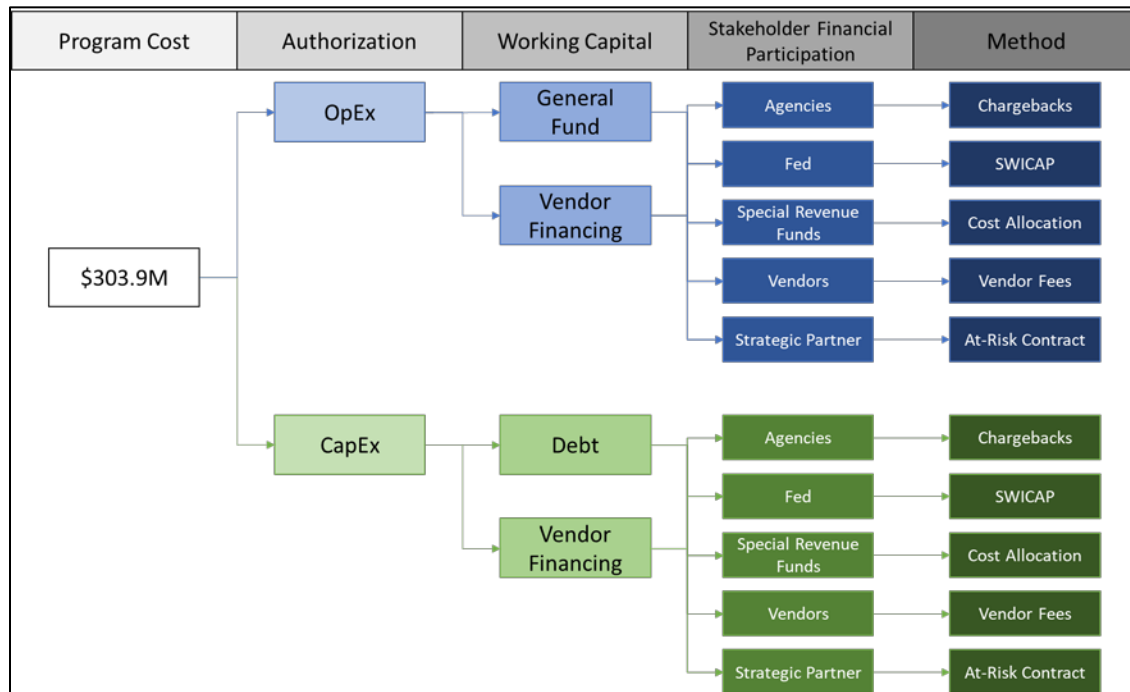 Program Cost
Authorization
Working Capital
Stakeholder Financial
Participation
Method
$303.9M
OpEx
General
Fund
Vendor
Financing
Agencies
Chargebacks
Fed
SWICAP
Special Revenue
Funds
Cost Allocation
Vendors
Vendor Fees
Strategic Partner
At-Risk Contract
CapEx
Debt
Vendor
Financing
Agencies
Chargebacks
Fed
SWICAP
Special Revenue
Funds
Cost Allocation
Vendors
Vendor Fees
Strategic Partner
At-Risk Contract